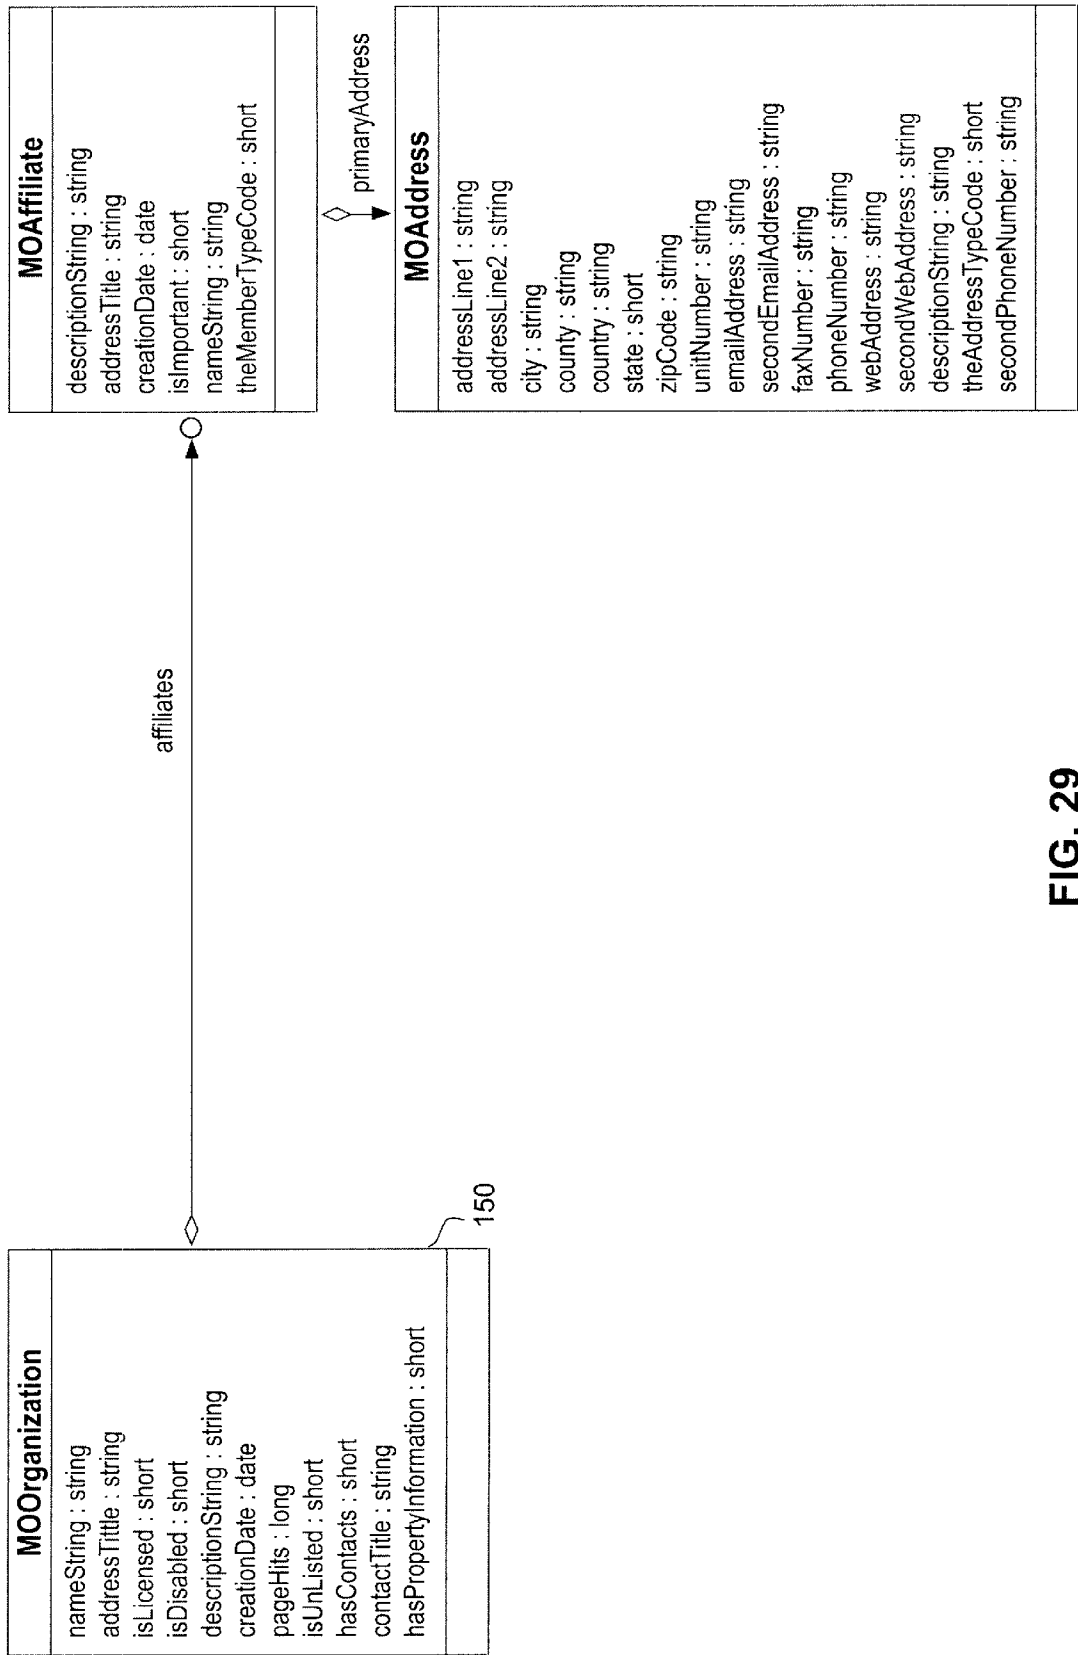 MOOrganization
nameString : string
addressTittle : string
isLicensed : short
isDisabled : short
descriptionString : string
creationDate : date
pageHits : long
isUnListed : short
hasContacts : short
contactTitle : string
hasPropertyInformation : short
150
affiliates
MOAffiliate
descriptionString : string
addressTitle : string
creationDate : date
isImportant : short
nameString : string
theMemberTypeCode : short
primaryAddress
MOAddress
addressLine1 : string
addressLine2 : string
city : string
county : string
country : string
state : short
zipCode : string
unitNumber : string
emailAddress : string
secondEmailAddress : string
faxNumber : string
phoneNumber : string
webAddress : string
secondWebAddress : string
descriptionString : string
theAddressTypeCode : short
secondPhoneNumber : string
FIG. 29